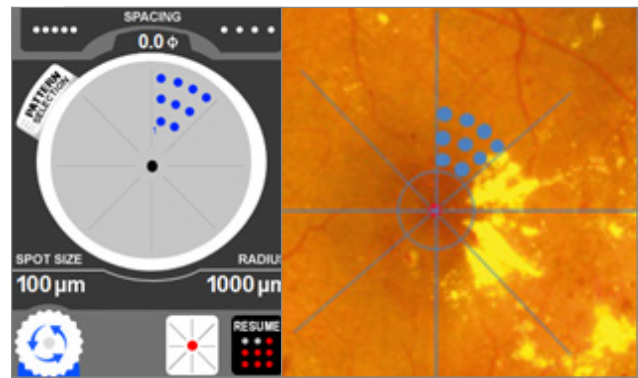 SPACING
0.0 Φ
PATTERN
SELECTION
1
SPOT SIZE
RADIUS
100 µm
1000 µm
RESUME